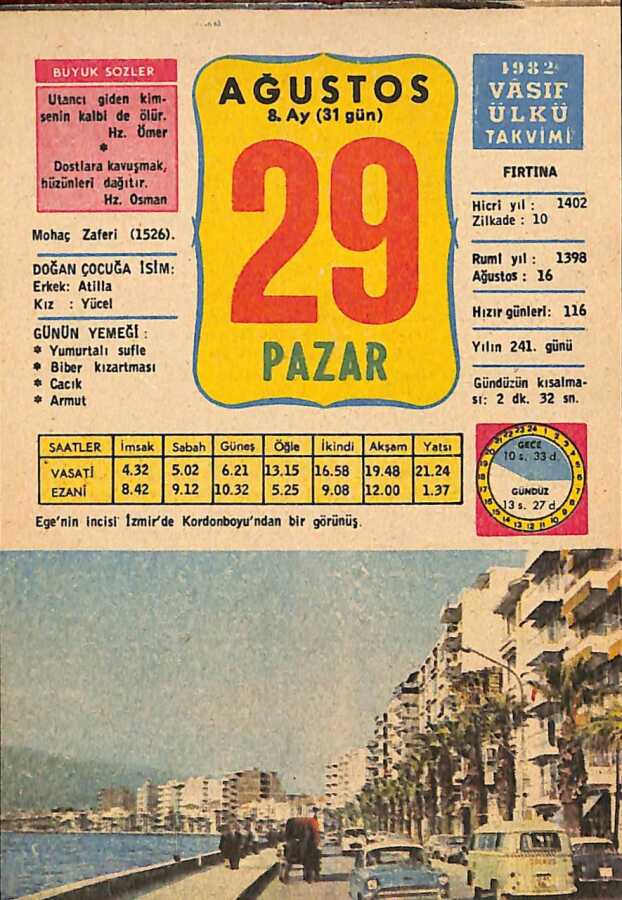 BÜYÜK SÖZLER
Utancı giden kim-
senin kalbi de ölür.
Hz. Ömer
Dostlara kavuşmak,
hüzünleri dağıtır.
Hz. Osman
Mohaç Zaferi (1526).
DOĞAN ÇOCUĞA İSİM:
Erkek: Atilla
Kız : Yücel
GÜNÜN YEMEĞİ :
* Yumurtalı sufle
* Biber kızartması
* Cacık
* Armut
AĞUSTOS
8. Ay (31 gün)
29
PAZAR
1982
VÂSIF
ÜLKÜ
TAKVİMİ
FIRTINA
Hicri yıl : 1402
Zilkade : 10
Rumî yıl : 1398
Ağustos : 16
Hızır günleri: 116
Yılın 241. günü
Gündüzün kısalma-
sı: 2 dk. 32 sn.
SAATLER İmsak Sabah Güneş Öğle İkindi Akşam Yatsı
VASATİ 4.32 5.02 6.21 13.15 16.58 19.48 21.24
EZANİ 8.42 9.12 10.32 5.25 9.08 12.00 1.37
GECE
10 s. 33 d.
GÜNDÜZ
13 s. 27 d.
Ege'nin incisi İzmir'de Kordonboyu'ndan bir görünüş.